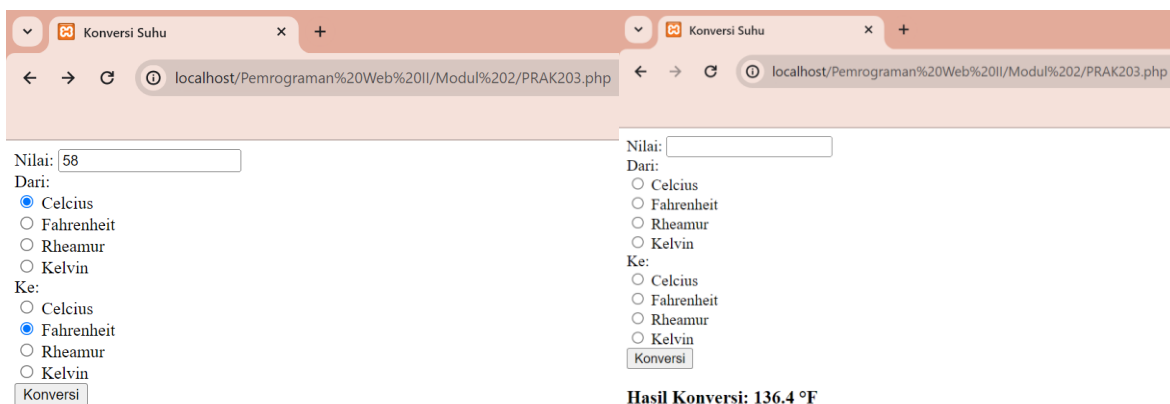 Konversi Suhu
localhost/Pemrograman%20Web%20II/Modul%202/PRAK203.php
Nilai: 58
Dari:
Celcius
Fahrenheit
Rheamur
Kelvin
Ke:
Celcius
Fahrenheit
Rheamur
Kelvin
Konversi
Konversi Suhu
localhost/Pemrograman%20Web%20II/Modul%202/PRAK203.php
Nilai:
Dari:
Celcius
Fahrenheit
Rheamur
Kelvin
Ke:
Celcius
Fahrenheit
Rheamur
Kelvin
Konversi
Hasil Konversi: 136.4 °F